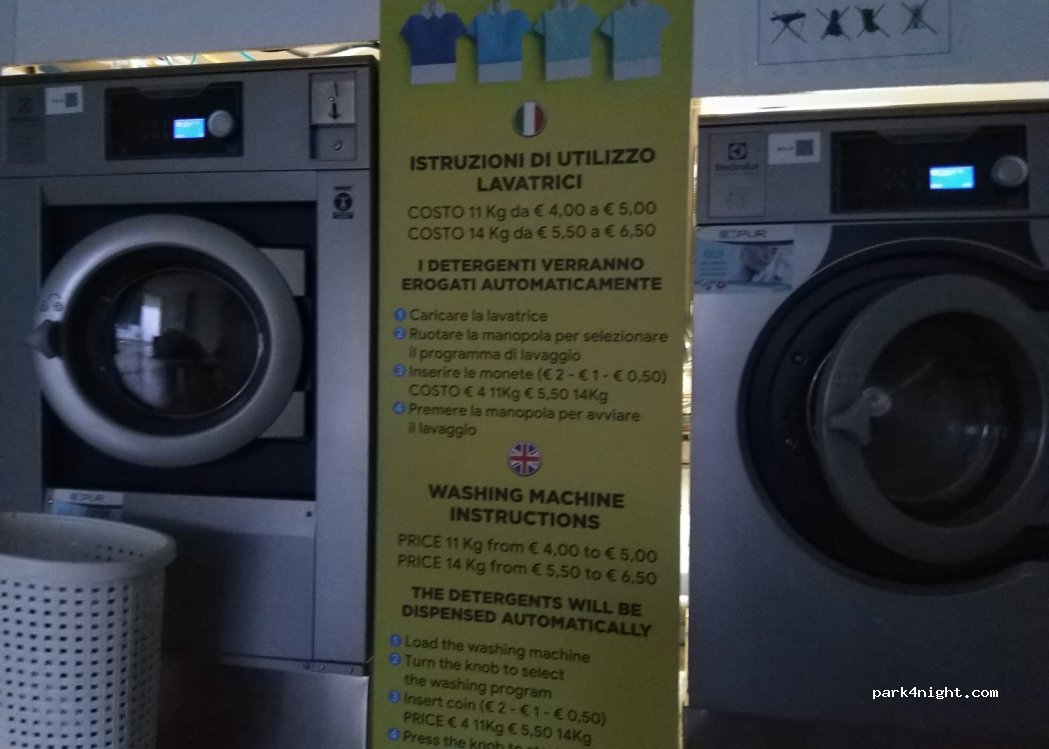 ISTRUZIONI DI UTILIZZO
LAVATRICI
COSTO 11 Kg da € 4,00 a € 5,00
COSTO 14 Kg da € 5,50 a € 6,50
I DETERGENTI VERRANNO
EROGATI AUTOMATICAMENTE
1 Caricare la lavatrice
2 Ruotare la manopola per selezionare
il programma di lavaggio
3 Inserire le monete (€ 2 - € 1 - € 0,50)
COSTO € 4 11Kg € 5,50 14Kg
4 Premere la manopola per avviare
il lavaggio
WASHING MACHINE
INSTRUCTIONS
PRICE 11 Kg from € 4,00 to € 5,00
PRICE 14 Kg from € 5,50 to € 6,50
THE DETERGENTS WILL BE
DISPENSED AUTOMATICALLY
1 Load the washing machine
2 Turn the knob to select
the washing program
3 Insert coin (€ 2 - € 1 - € 0,50)
PRICE € 4 11Kg € 5,50 14Kg
4 Press the knob to
Electrolux
park4night.com